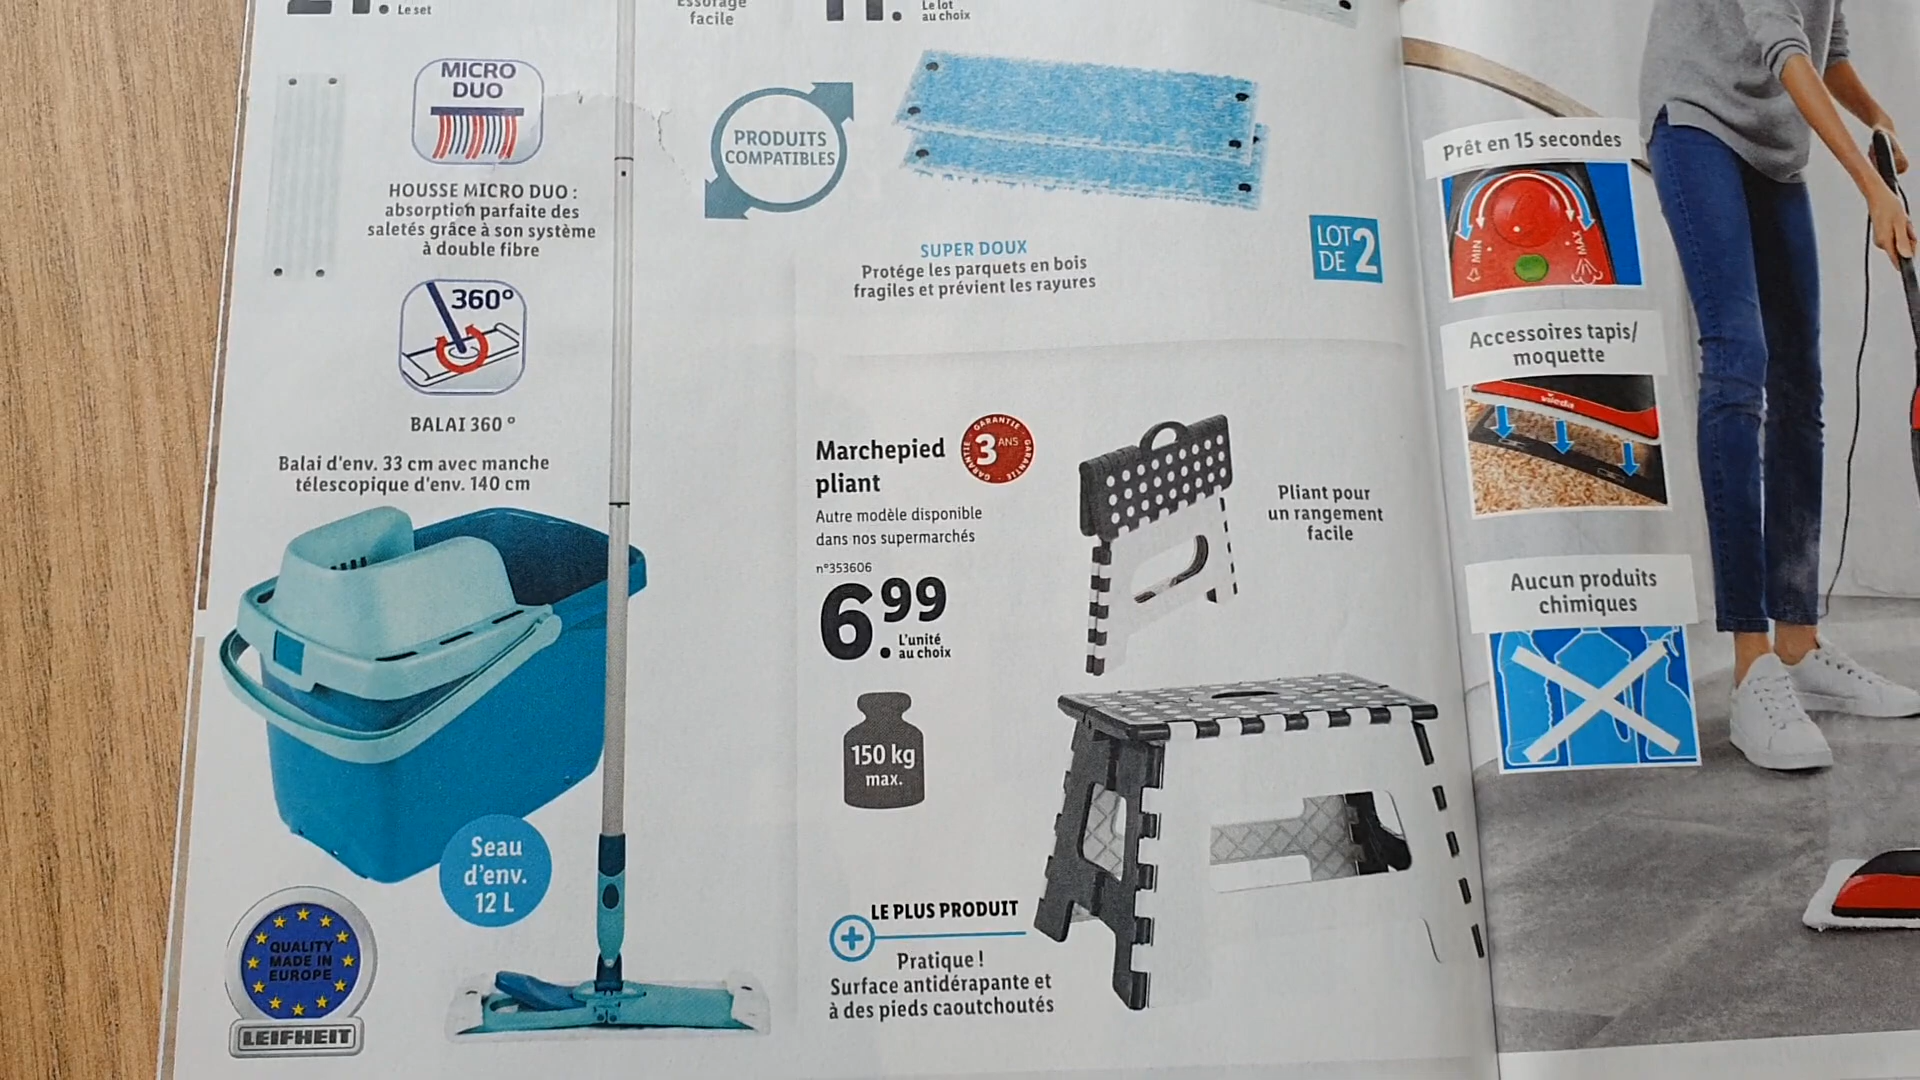 Le set
Essorage
facile
Le lot
au choix
MICRO
DUO
HOUSSE MICRO DUO :
absorption parfaite des
saletés grâce à son système
à double fibre
360°
BALAI 360 °
Balai d'env. 33 cm avec manche
télescopique d'env. 140 cm
Seau
d'env.
12 L
QUALITY
MADE IN
EUROPE
LEIFHEIT
PRODUITS
COMPATIBLES
SUPER DOUX
Protége les parquets en bois
fragiles et prévient les rayures
LOT
DE 2
Marchepied
pliant
GARANTIE
3 ANS
GARANTIE
GARANTIE
Autre modèle disponible
dans nos supermarchés
n°353606
6.99
L'unité
au choix
150 kg
max.
Pliant pour
un rangement
facile
LE PLUS PRODUIT
Pratique !
Surface antidérapante et
à des pieds caoutchoutés
Prêt en 15 secondes
MIN
MAX
Accessoires tapis/
moquette
vileda
Aucun produits
chimiques